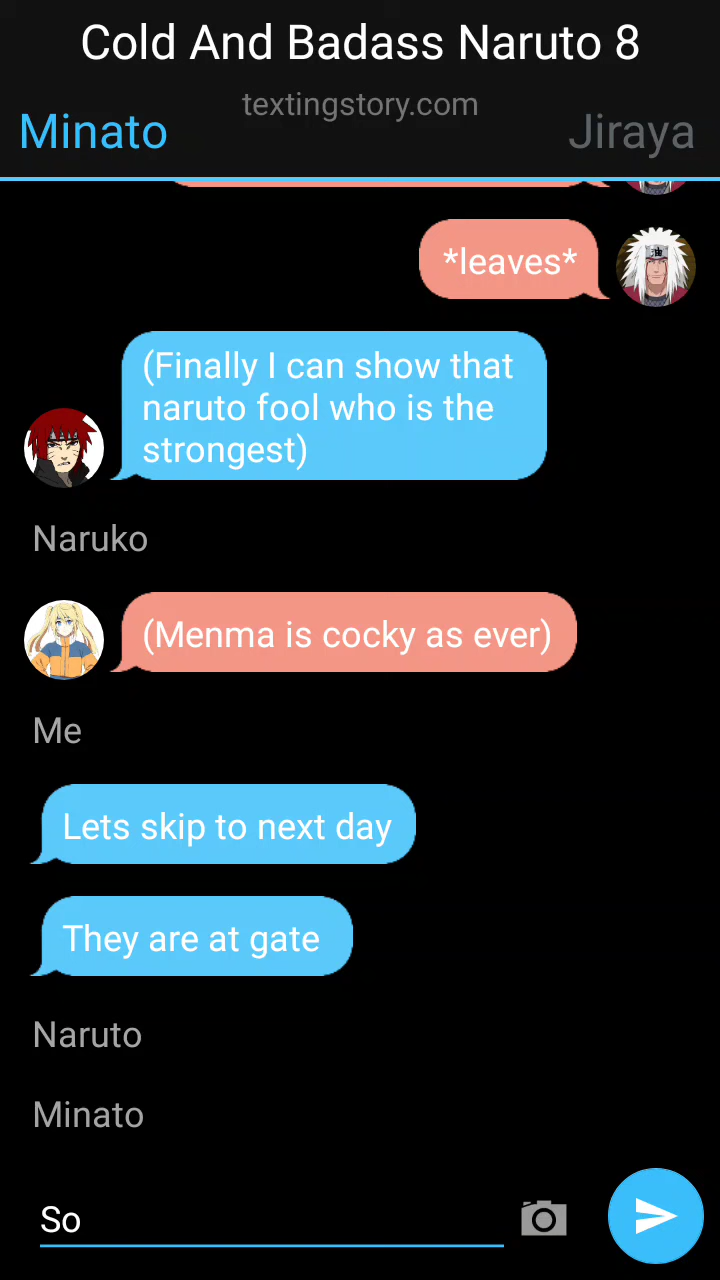 Cold And Badass Naruto 8
textingstory.com
Minato
Jiraya
*leaves*
(Finally I can show that
naruto fool who is the
strongest)
Naruko
(Menma is cocky as ever)
Me
Lets skip to next day
They are at gate
Naruto
Minato
So